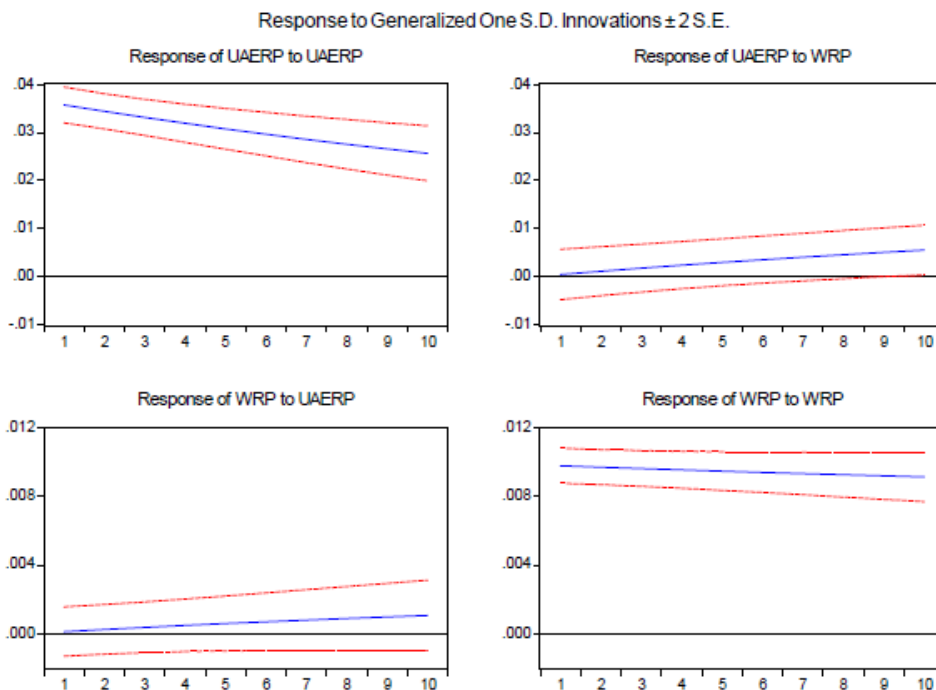 Response to Generalized One S.D. Innovations ± 2 S.E.
Response of UAERP to UAERP
.04
.03
.02
.01
.00
-.01
1 2 3 4 5 6 7 8 9 10
Response of UAERP to WRP
.04
.03
.02
.01
.00
-.01
1 2 3 4 5 6 7 8 9 10
Response of WRP to UAERP
.012
.008
.004
.000
1 2 3 4 5 6 7 8 9 10
Response of WRP to WRP
.012
.008
.004
.000
1 2 3 4 5 6 7 8 9 10